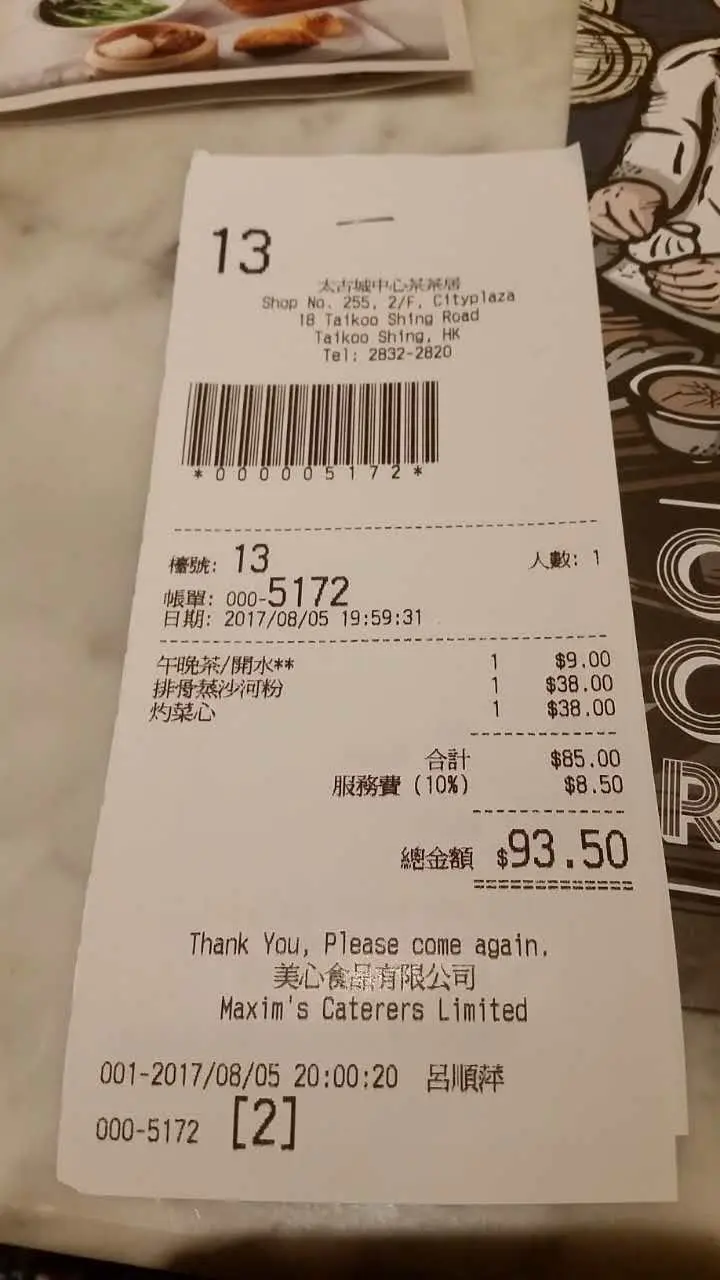 13
太古城中心茶茶居
Shop No. 255, 2/F, Cityplaza
18 Taikoo Shing Road
Taikoo Shing, HK
Tel: 2832-2820
*000005172*
檯號: 13 人數: 1
帳單: 000-5172
日期: 2017/08/05 19:59:31
午晚茶/開水** 1 $9.00
排骨蒸沙河粉 1 $38.00
灼菜心 1 $38.00
合計 $85.00
服務費 (10%) $8.50
總金額 $93.50
Thank You, Please come again.
美心食品有限公司
Maxim's Caterers Limited
001-2017/08/05 20:00:20 呂順萍
000-5172 [2]